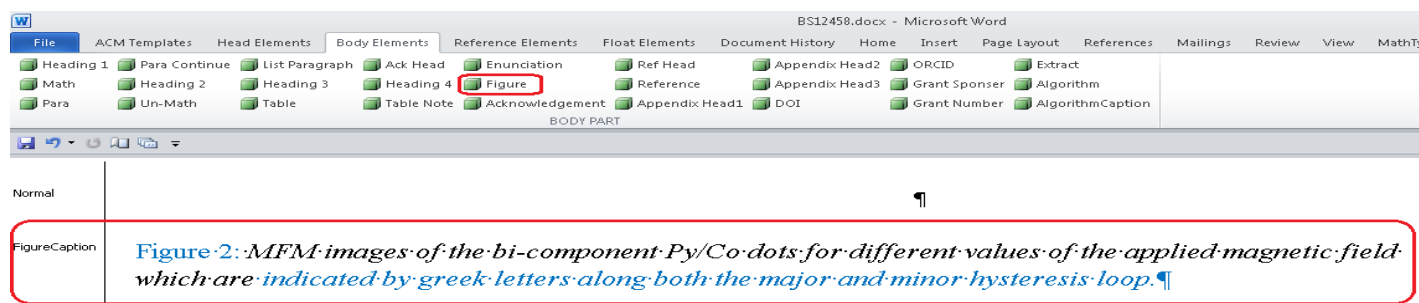 W BS12458.docx - Microsoft Word
File ACM Templates Head Elements Body Elements Reference Elements Float Elements Document History Home Insert Page Layout References Mailings Review View MathTy
Heading 1 Para Continue List Paragraph Ack Head Enunciation Ref Head Appendix Head2 ORCID Extract
Math Heading 2 Heading 3 Heading 4 Figure Reference Appendix Head3 Grant Sponser Algorithm
Para Un-Math Table Table Note Acknowledgement Appendix Head1 DOI Grant Number AlgorithmCaption
BODY PART
Normal ¶
FigureCaption Figure·2:·MFM·images·of·the·bi-component·Py/Co·dots·for·different·values·of·the·applied·magnetic·field·
which·are·indicated·by·greek·letters·along·both·the·major·and·minor·hysteresis·loop.¶